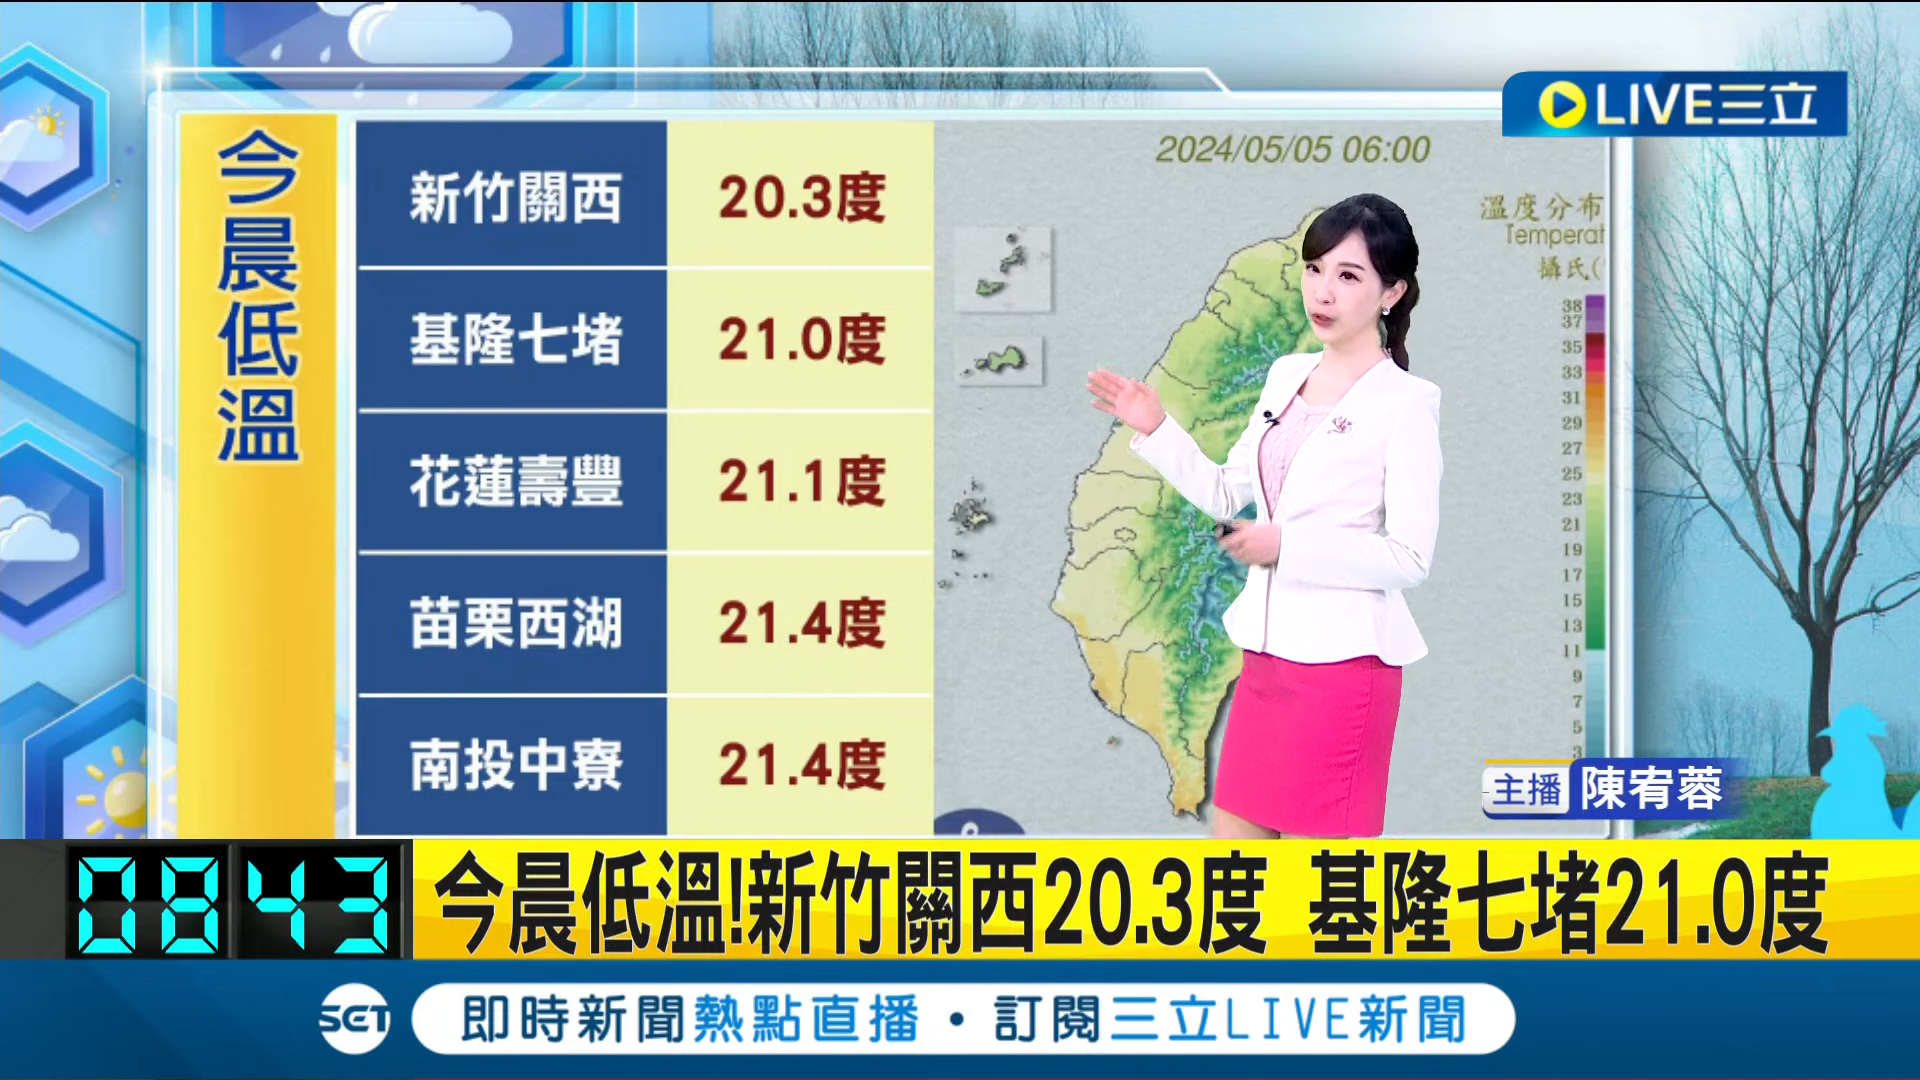 LIVE三立
今晨低溫
新竹關西 20.3度
基隆七堵 21.0度
花蓮壽豐 21.1度
苗栗西湖 21.4度
南投中寮 21.4度
2024/05/05 06:00
溫度分布
Temperat
攝氏(
38
37
35
33
31
29
27
25
23
21
19
17
15
13
11
9
7
5
3
主播 陳宥蓉
0843
今晨低溫!新竹關西20.3度 基隆七堵21.0度
SET 即時新聞熱點直播・訂閱三立LIVE新聞